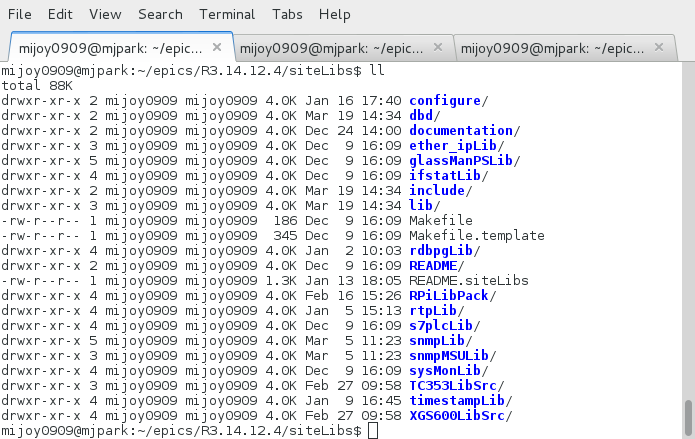 File Edit View Search Terminal Tabs Help
mijoy0909@mjpark: ~/epic... × mijoy0909@mjpark: ~/epic... × mijoy0909@mjpark: ~/epic... ×
mijoy0909@mjpark:~/epics/R3.14.12.4/siteLibs$ ll
total 88K
drwxr-xr-x 2 mijoy0909 mijoy0909 4.0K Jan 16 17:40 configure/
drwxr-xr-x 2 mijoy0909 mijoy0909 4.0K Mar 19 14:34 dbd/
drwxr-xr-x 2 mijoy0909 mijoy0909 4.0K Dec 24 14:00 documentation/
drwxr-xr-x 3 mijoy0909 mijoy0909 4.0K Dec  9 16:09 ether_ipLib/
drwxr-xr-x 5 mijoy0909 mijoy0909 4.0K Dec  9 16:09 glassManPSLib/
drwxr-xr-x 4 mijoy0909 mijoy0909 4.0K Dec  9 16:09 ifstatLib/
drwxr-xr-x 2 mijoy0909 mijoy0909 4.0K Mar 19 14:34 include/
drwxr-xr-x 3 mijoy0909 mijoy0909 4.0K Mar 19 14:34 lib/
-rw-r--r-- 1 mijoy0909 mijoy0909  186 Dec  9 16:09 Makefile
-rw-r--r-- 1 mijoy0909 mijoy0909  345 Dec  9 16:09 Makefile.template
drwxr-xr-x 4 mijoy0909 mijoy0909 4.0K Jan  2 10:03 rdbpgLib/
drwxr-xr-x 2 mijoy0909 mijoy0909 4.0K Dec  9 16:09 README/
-rw-r--r-- 1 mijoy0909 mijoy0909 1.3K Jan 13 18:05 README.siteLibs
drwxr-xr-x 4 mijoy0909 mijoy0909 4.0K Feb 16 15:26 RPiLibPack/
drwxr-xr-x 4 mijoy0909 mijoy0909 4.0K Jan  5 15:13 rtpLib/
drwxr-xr-x 4 mijoy0909 mijoy0909 4.0K Dec  9 16:09 s7plcLib/
drwxr-xr-x 5 mijoy0909 mijoy0909 4.0K Mar  5 11:23 snmpLib/
drwxr-xr-x 3 mijoy0909 mijoy0909 4.0K Mar  5 11:23 snmpMSULib/
drwxr-xr-x 4 mijoy0909 mijoy0909 4.0K Dec  9 16:09 sysMonLib/
drwxr-xr-x 3 mijoy0909 mijoy0909 4.0K Feb 27 09:58 TC353LibSrc/
drwxr-xr-x 4 mijoy0909 mijoy0909 4.0K Jan  9 16:45 timestampLib/
drwxr-xr-x 4 mijoy0909 mijoy0909 4.0K Feb 27 09:58 XGS600LibSrc/
mijoy0909@mjpark:~/epics/R3.14.12.4/siteLibs$